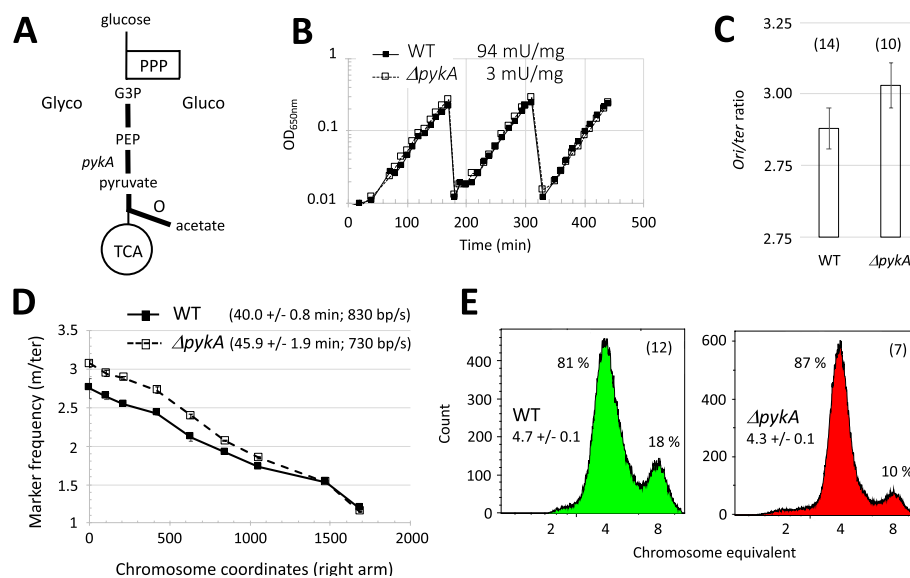 A
glucose
PPP
G3P
Glyco
Gluco
PEP
pykA
pyruvate
O
acetate
TCA
B
WT 94 mU/mg
ΔpykA 3 mU/mg
OD650nm
1
0.1
0.01
0
100
200
300
400
500
Time (min)
C
Ori/ter ratio
3.25
3.00
2.75
2.75
(14)
(10)
WT
ΔpykA
D
WT (40.0 +/- 0.8 min; 830 bp/s)
ΔpykA (45.9 +/- 1.9 min; 730 bp/s)
Marker frequency (m/ter)
3.5
3
2.5
2
1.5
1
0
500
1000
1500
2000
Chromosome coordinates (right arm)
E
Count
400
300
200
100
0
81 %
(12)
WT
4.7 +/- 0.1
18 %
2
4
8
600
400
200
0
87 %
(7)
ΔpykA
4.3 +/- 0.1
10 %
2
4
8
Chromosome equivalent